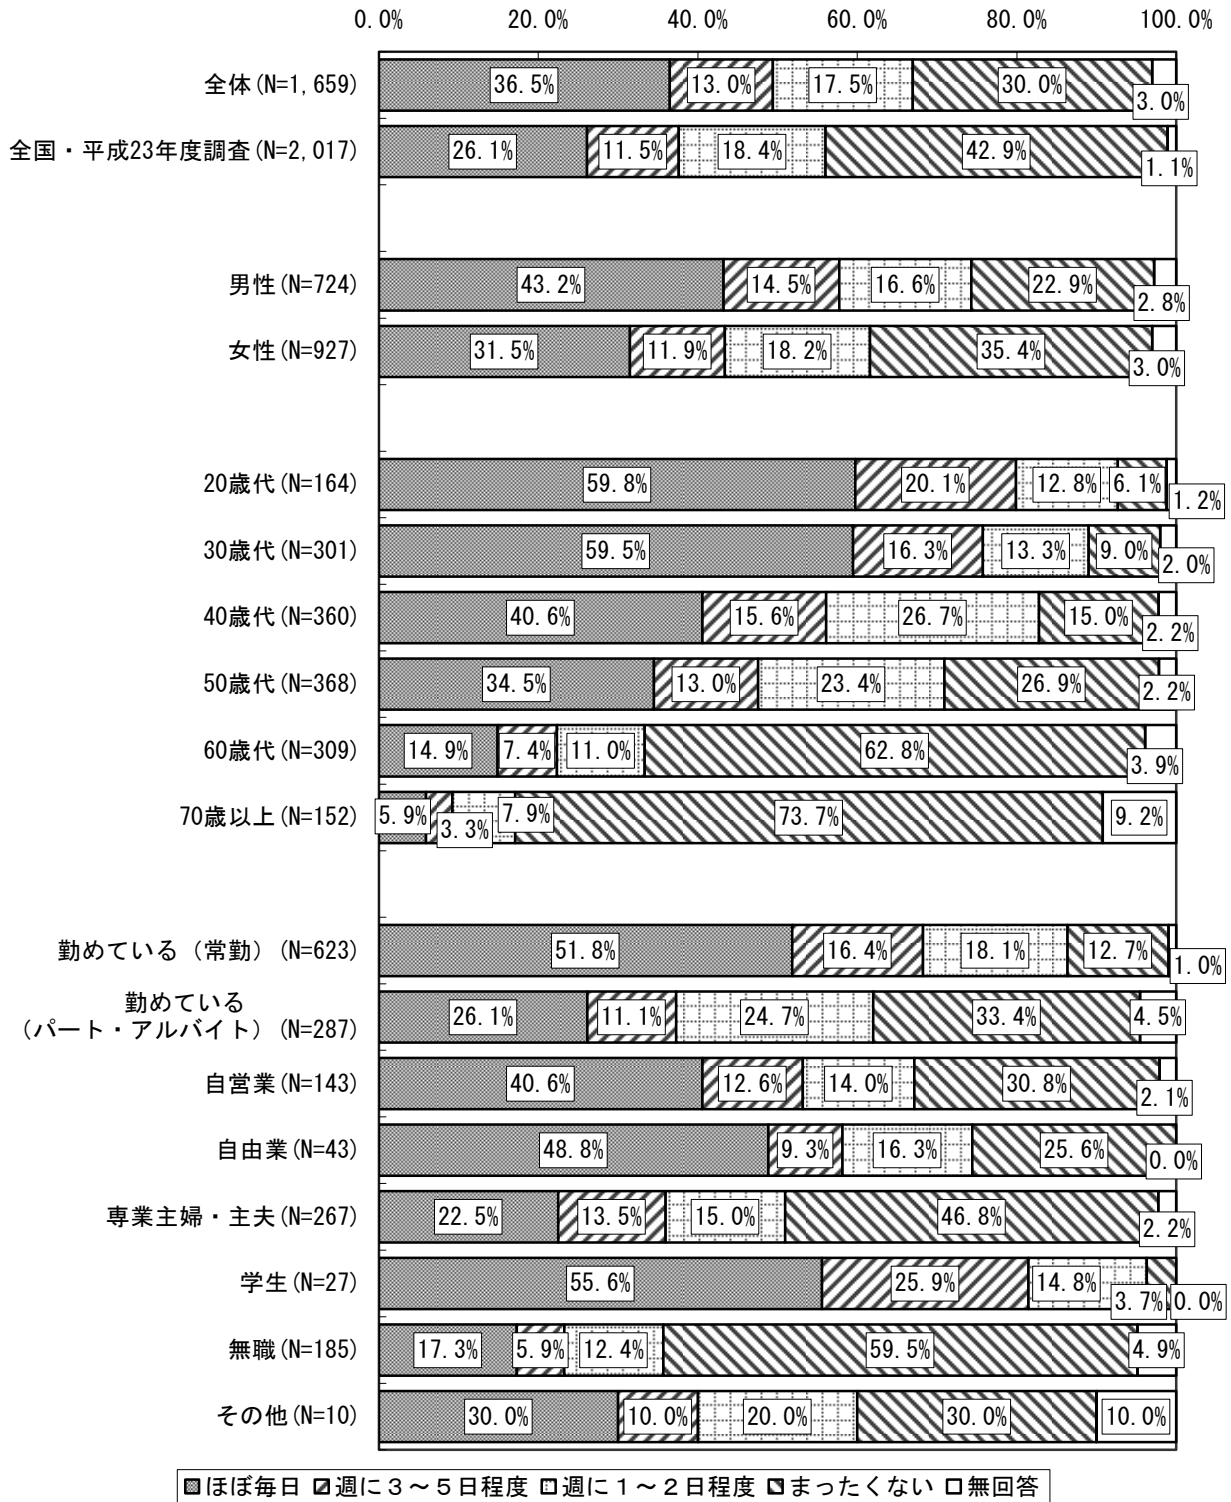 0.0% 20.0% 40.0% 60.0% 80.0% 100.0%
全体(N=1,659) 36.5% 13.0% 17.5% 30.0% 3.0%
全国・平成23年度調査(N=2,017) 26.1% 11.5% 18.4% 42.9% 1.1%
男性(N=724) 43.2% 14.5% 16.6% 22.9% 2.8%
女性(N=927) 31.5% 11.9% 18.2% 35.4% 3.0%
20歳代(N=164) 59.8% 20.1% 12.8% 6.1% 1.2%
30歳代(N=301) 59.5% 16.3% 13.3% 9.0% 2.0%
40歳代(N=360) 40.6% 15.6% 26.7% 15.0% 2.2%
50歳代(N=368) 34.5% 13.0% 23.4% 26.9% 2.2%
60歳代(N=309) 14.9% 7.4% 11.0% 62.8% 3.9%
70歳以上(N=152) 5.9% 3.3% 7.9% 73.7% 9.2%
勤めている（常勤）(N=623) 51.8% 16.4% 18.1% 12.7% 1.0%
勤めている
（パート・アルバイト）(N=287) 26.1% 11.1% 24.7% 33.4% 4.5%
自営業(N=143) 40.6% 12.6% 14.0% 30.8% 2.1%
自由業(N=43) 48.8% 9.3% 16.3% 25.6% 0.0%
専業主婦・主夫(N=267) 22.5% 13.5% 15.0% 46.8% 2.2%
学生(N=27) 55.6% 25.9% 14.8% 3.7% 0.0%
無職(N=185) 17.3% 5.9% 12.4% 59.5% 4.9%
その他(N=10) 30.0% 10.0% 20.0% 30.0% 10.0%
ほぼ毎日 週に３～５日程度 週に１～２日程度 まったくない 無回答